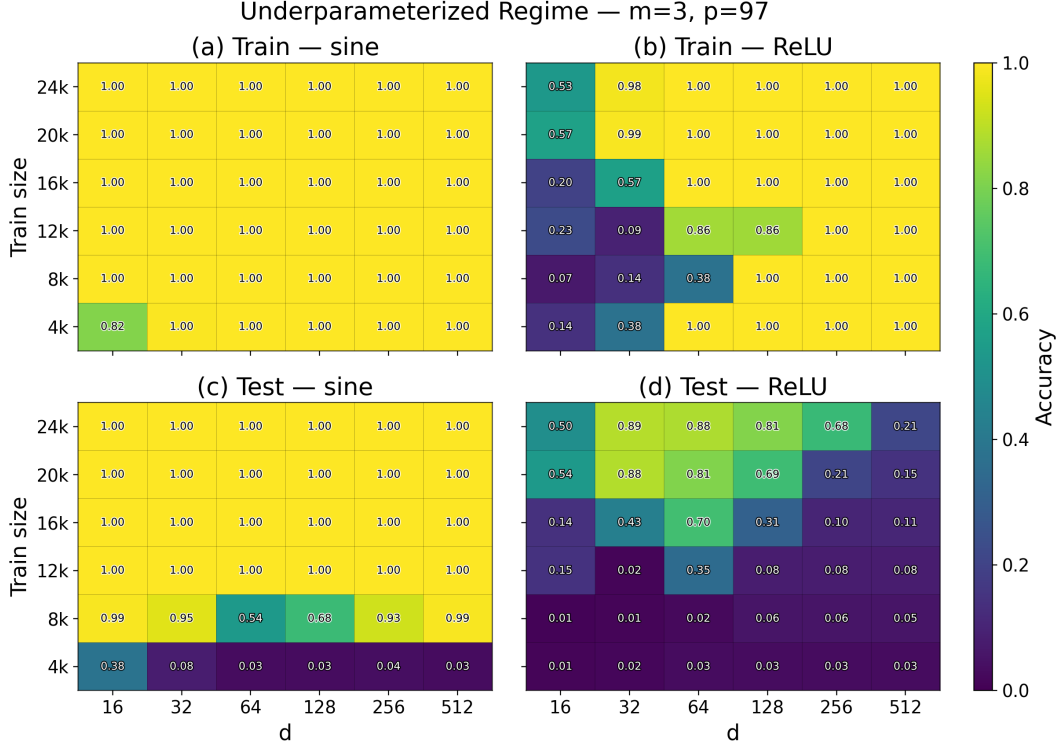 Underparameterized Regime — m=3, p=97
(a) Train — sine
(b) Train — ReLU
Train size
24k 1.00 1.00 1.00 1.00 1.00 1.00
20k 1.00 1.00 1.00 1.00 1.00 1.00
16k 1.00 1.00 1.00 1.00 1.00 1.00
12k 1.00 1.00 1.00 1.00 1.00 1.00
8k 1.00 1.00 1.00 1.00 1.00 1.00
4k 0.82 1.00 1.00 1.00 1.00 1.00
0.53 0.98 1.00 1.00 1.00 1.00
0.57 0.99 1.00 1.00 1.00 1.00
0.20 0.57 1.00 1.00 1.00 1.00
0.23 0.09 0.86 0.86 1.00 1.00
0.07 0.14 0.38 1.00 1.00 1.00
0.14 0.38 1.00 1.00 1.00 1.00
(c) Test — sine
(d) Test — ReLU
Train size
24k 1.00 1.00 1.00 1.00 1.00 1.00
20k 1.00 1.00 1.00 1.00 1.00 1.00
16k 1.00 1.00 1.00 1.00 1.00 1.00
12k 1.00 1.00 1.00 1.00 1.00 1.00
8k 0.99 0.95 0.54 0.68 0.93 0.99
4k 0.38 0.08 0.03 0.03 0.04 0.03
16 32 64 128 256 512
d
0.50 0.89 0.88 0.81 0.68 0.21
0.54 0.88 0.81 0.69 0.21 0.15
0.14 0.43 0.70 0.31 0.10 0.11
0.15 0.02 0.35 0.08 0.08 0.08
0.01 0.01 0.02 0.06 0.06 0.05
0.01 0.02 0.03 0.03 0.03 0.03
16 32 64 128 256 512
d
1.0
0.8
0.6
0.4
0.2
0.0
Accuracy